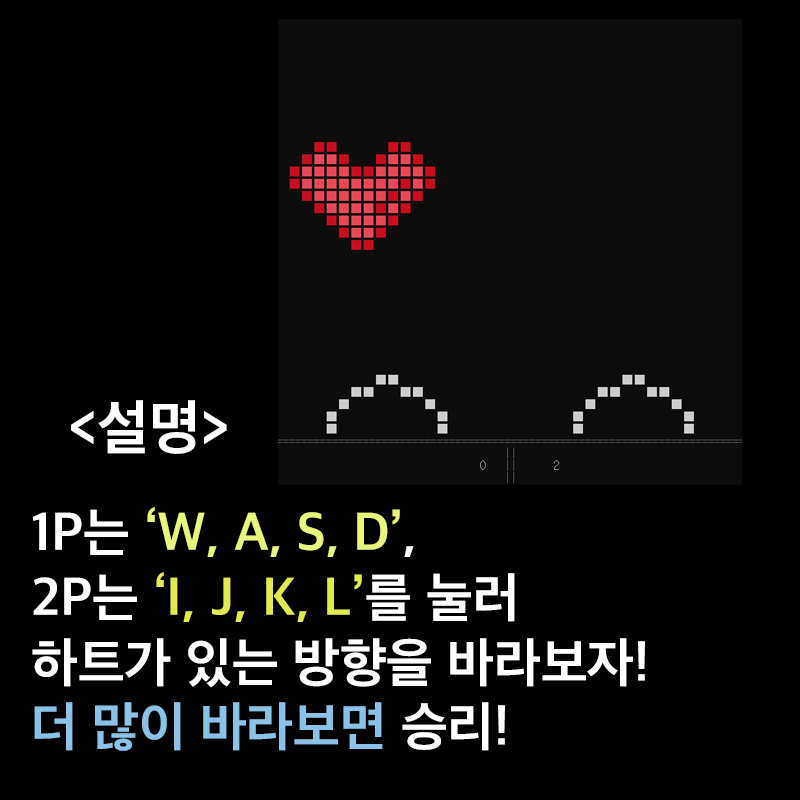 <설명>
0 || 2
1P는 ‘W, A, S, D’,
2P는 ‘I, J, K, L’를 눌러
하트가 있는 방향을 바라보자!
더 많이 바라보면 승리!